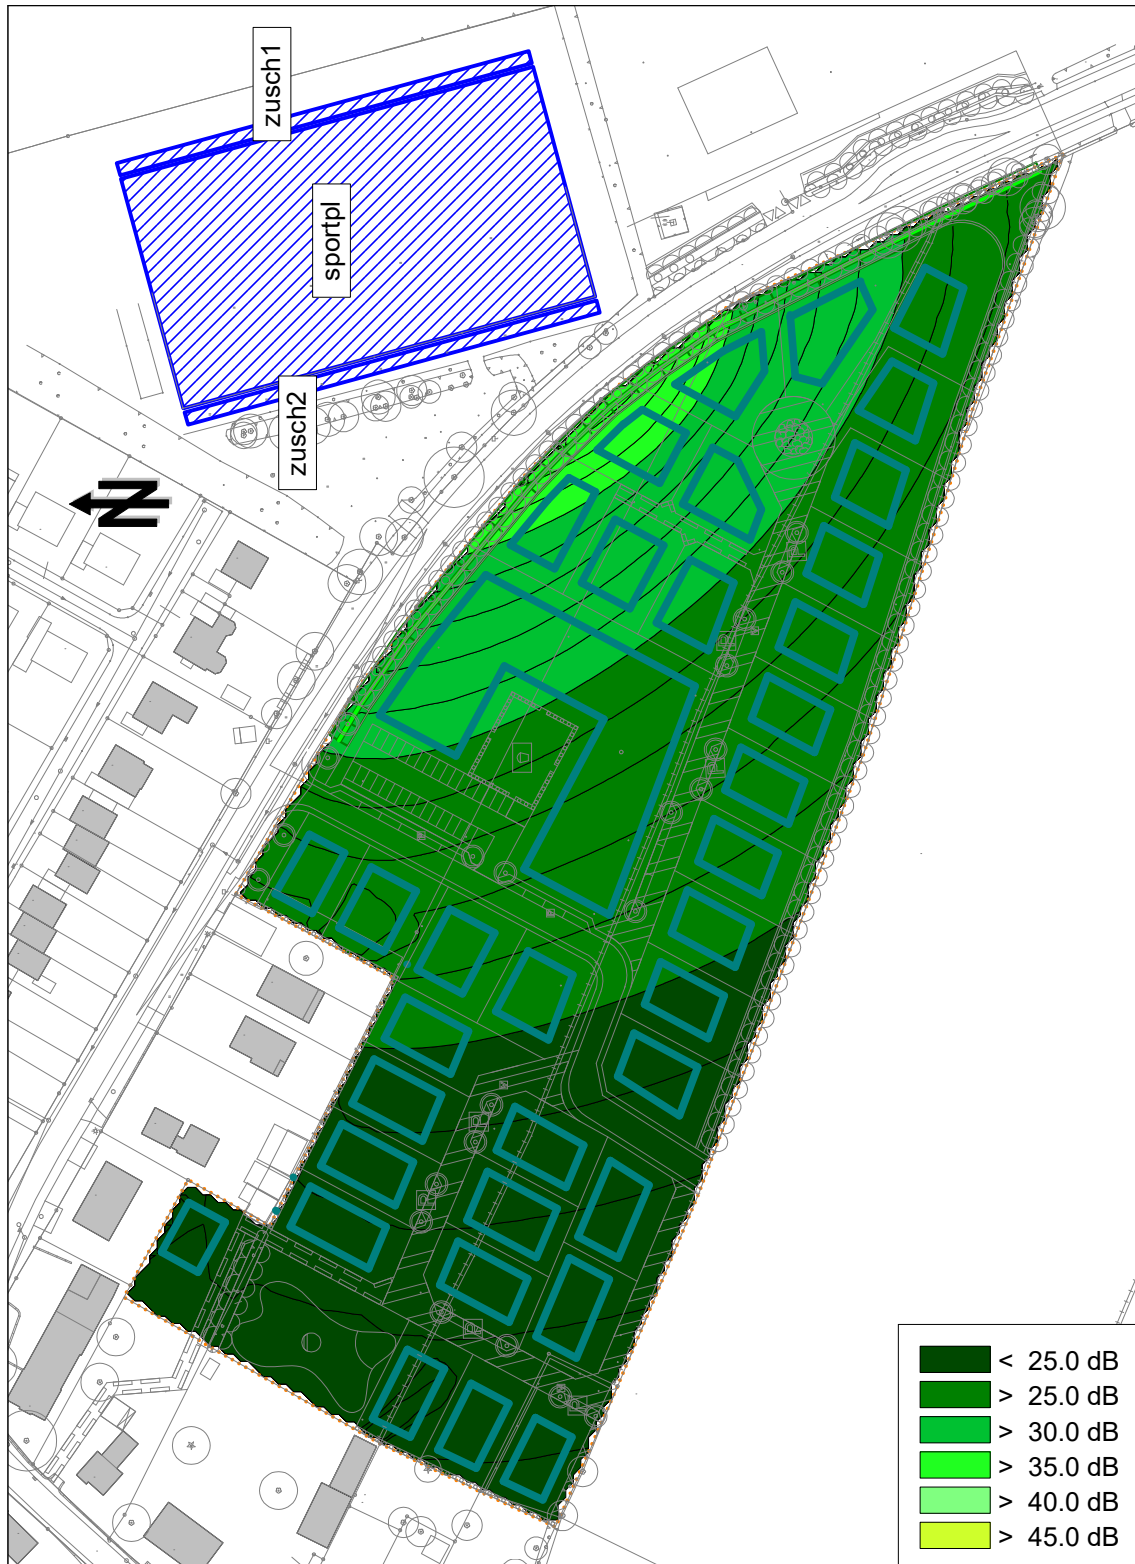 zusch1
sportpl
zusch2
N
< 25.0 dB
> 25.0 dB
> 30.0 dB
> 35.0 dB
> 40.0 dB
> 45.0 dB